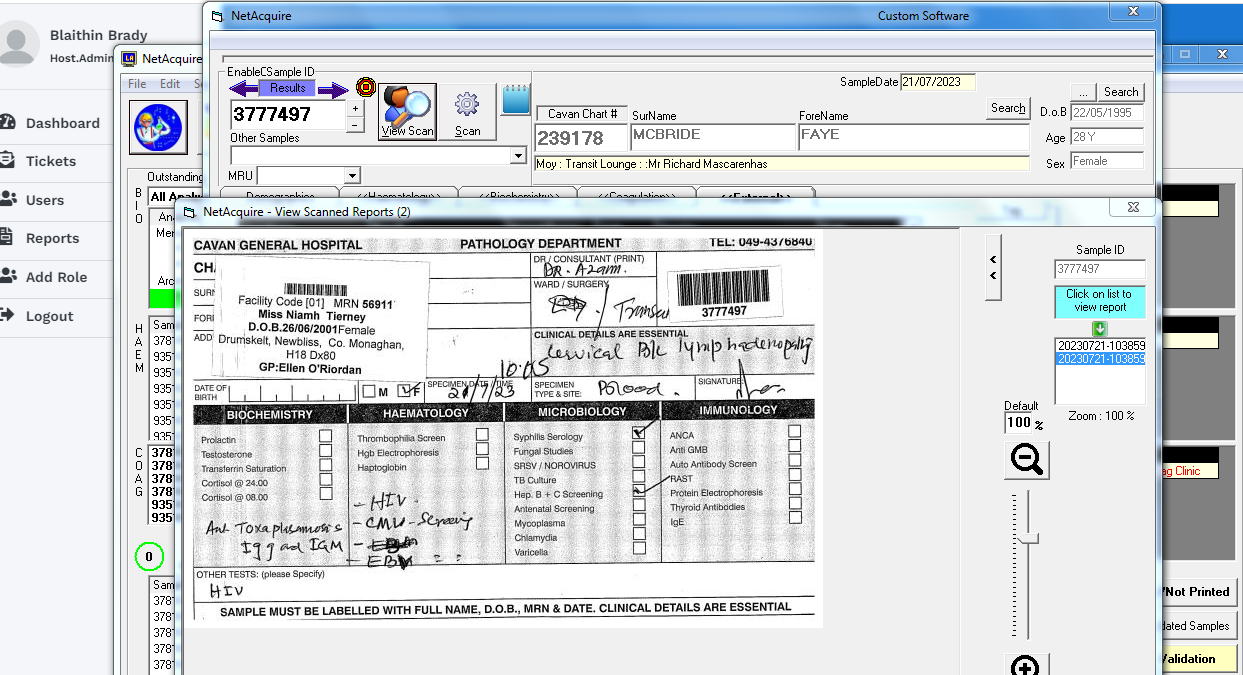 Blaithin Brady
Host.Admin
Dashboard
Tickets
Users
Reports
Add Role
Logout
NetAcquire
File Edit
Outstanding
BIO
All Analy
HAEM
COAG
0
NetAcquire
Custom Software
EnableCSample ID
Results
3777497
+
-
View Scan
Scan
Other Samples
MRU
SampleDate 21/07/2023
Cavan Chart # SurName ForeName Search
239178 MCBRIDE FAYE
Moy : Transit Lounge : :Mr Richard Mascarenhas
... Search
D.o.B 22/05/1995
Age 28 Y
Sex Female
Demographics <<Haematology>> <<Biochemistry>> <<Coagulation>> <<External>>
NetAcquire - View Scanned Reports (2)
CAVAN GENERAL HOSPITAL PATHOLOGY DEPARTMENT TEL: 049-4376840
Facility Code [01] MRN 56911
Miss Niamh Tierney
D.O.B.26/06/2001Female
Drumskelt, Newbliss, Co. Monaghan,
H18 Dx80
GP:Ellen O'Riordan
DR / CONSULTANT (PRINT)
DR. Azam.
WARD / SURGERY
3777497
CLINICAL DETAILS ARE ESSENTIAL
Cervical Blk lymphadenopathy
10:05
DATE OF BIRTH M F SPECIMEN DATE / TIME 21/7/23 SPECIMEN TYPE & SITE: Blood. SIGNATURE:
BIOCHEMISTRY HAEMATOLOGY MICROBIOLOGY IMMUNOLOGY
Prolactin
Testosterone
Transferrin Saturation
Cortisol @ 24.00
Cortisol @ 08.00
Anti Toxaplasmosis
Igg and IGM
Thrombophilia Screen
Hgb Electrophoresis
Haptoglobin
- HIV.
- CMV - Screening
- EBV " "
Syphilis Serology
Fungal Studies
SRSV / NOROVIRUS
TB Culture
Hep. B + C Screening
Antenatal Screening
Mycoplasma
Chlamydia
Varicella
ANCA
Anti GMB
Auto Antibody Screen
RAST
Protein Electrophoresis
Thyroid Antibodies
IgE
OTHER TESTS: (please Specify)
HIV
SAMPLE MUST BE LABELLED WITH FULL NAME, D.O.B., MRN & DATE. CLINICAL DETAILS ARE ESSENTIAL
Sample ID
3777497
Click on list to
view report
20230721-103859
20230721-103859
Zoom : 100 %
Default
100 %
ag Clinic
/Not Printed
dated Samples
Validation